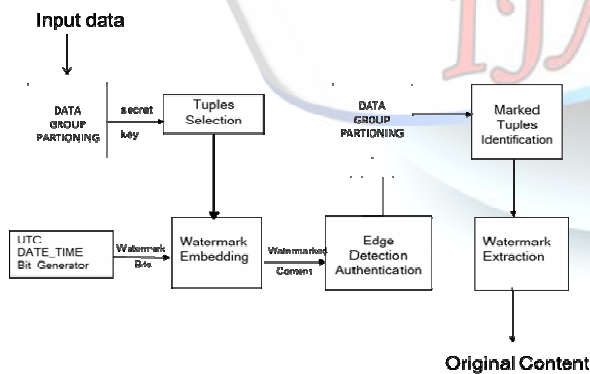 Input data
DATA
GROUP
PARTIONING
secret
key
Tuples
Selection
DATA
GROUP
PARTIONING
Marked
Tuples
Identification
UTC
DATE_TIME
Bit Generator
Watermark
Bits
Watermark
Embedding
Watermarked
Content
Edge
Detection
Authentication
Watermark
Extraction
Original Content